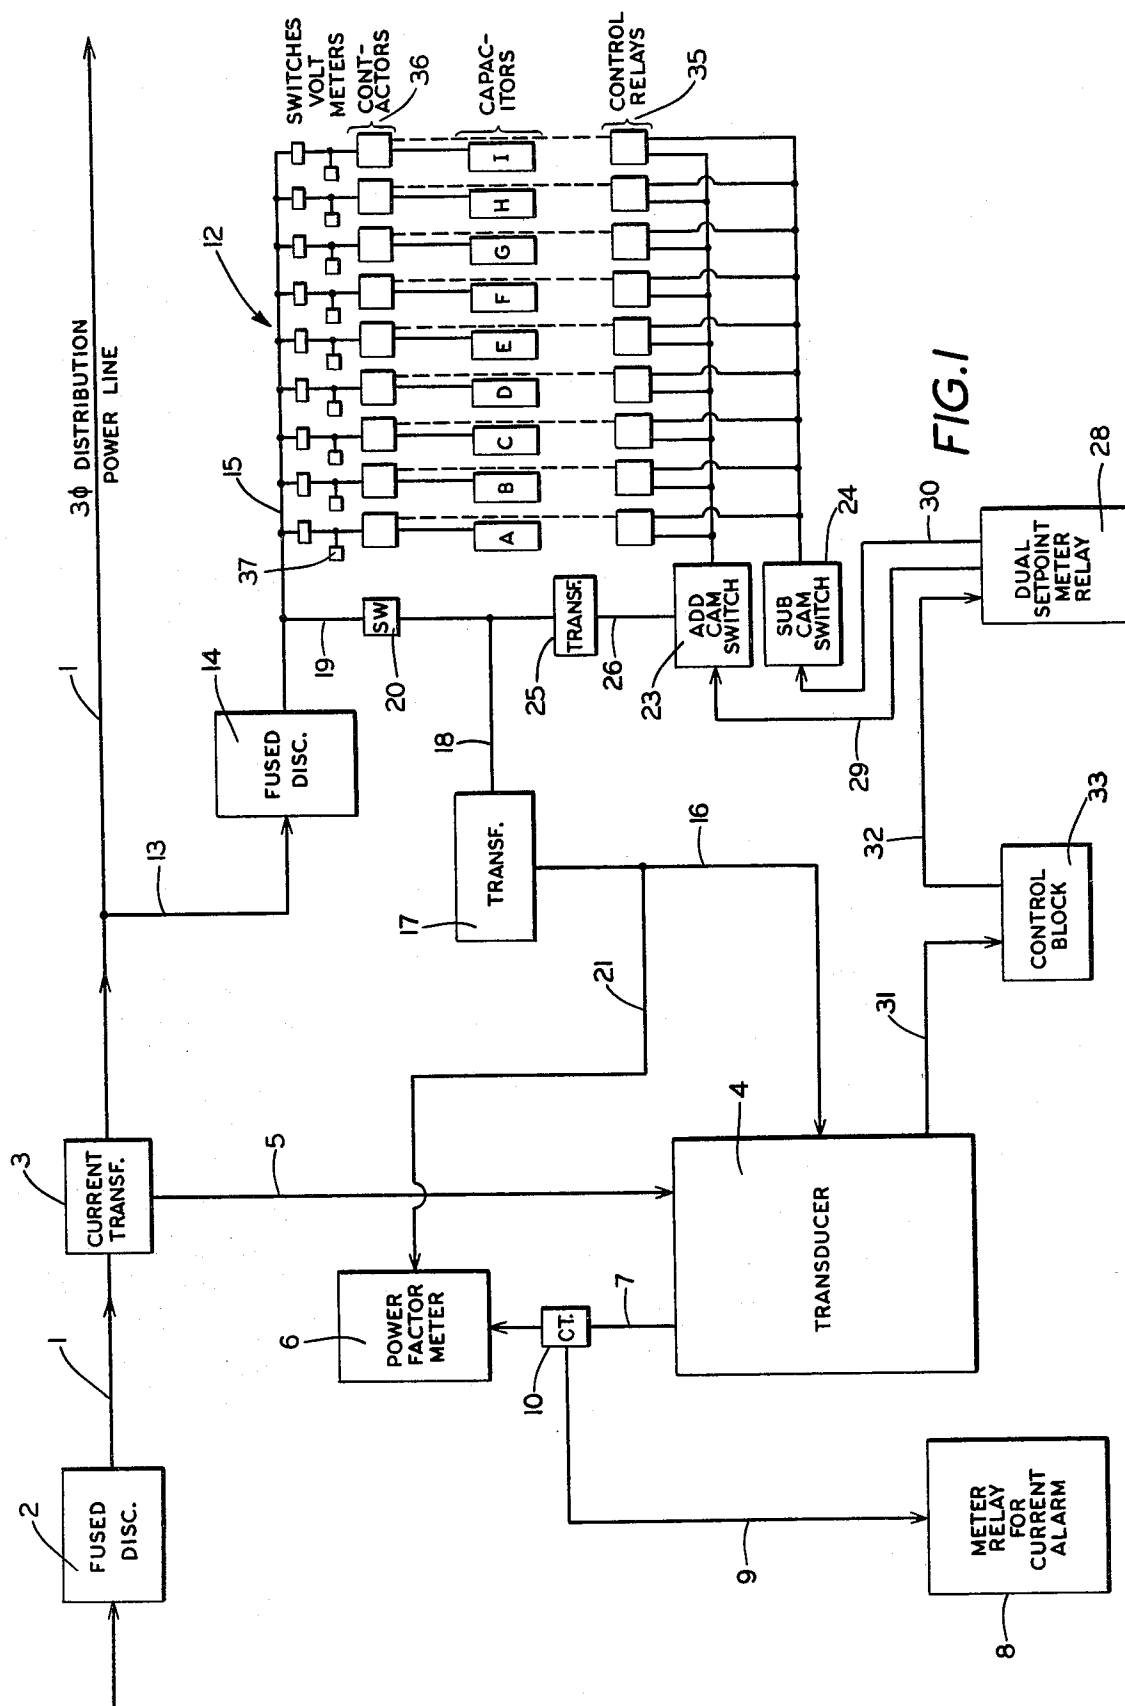 3ϕ DISTRIBUTION
POWER LINE
1
1
2
FUSED
DISC.
3
CURRENT
TRANSF.
13
14
FUSED
DISC.
15
12
SWITCHES
VOLT
METERS
CONT-
ACTORS
36
CAPAC-
ITORS
CONTROL
RELAYS
35
37
A
B
C
D
E
F
G
H
I
19
SW
20
18
25
TRANSF.
26
23
ADD
CAM
SWITCH
SUB
CAM
SWITCH
24
17
TRANSF.
16
21
5
6
POWER
FACTOR
METER
CT.
10
7
4
TRANSDUCER
9
METER
RELAY
FOR
CURRENT
ALARM
8
31
CONTROL
BLOCK
33
32
29
30
DUAL
SETPOINT
METER
RELAY
28
FIG.1